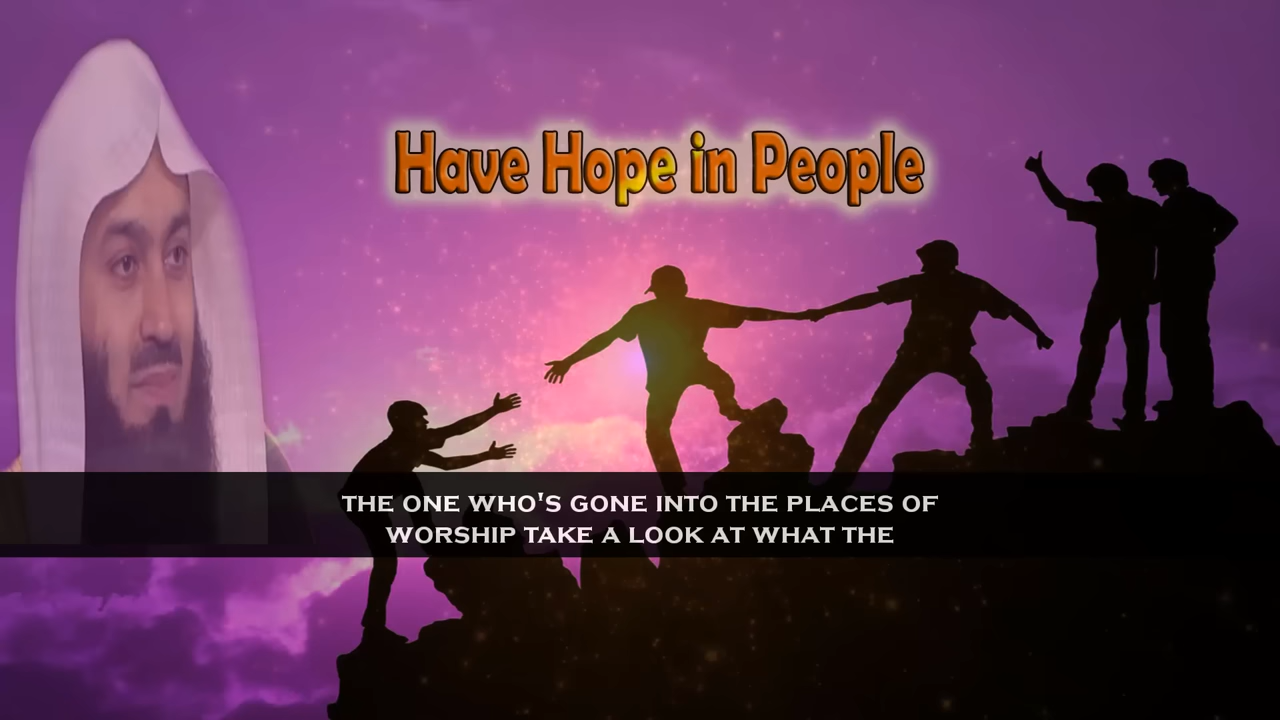 Have Hope in People
THE ONE WHO'S GONE INTO THE PLACES OF
WORSHIP TAKE A LOOK AT WHAT THE